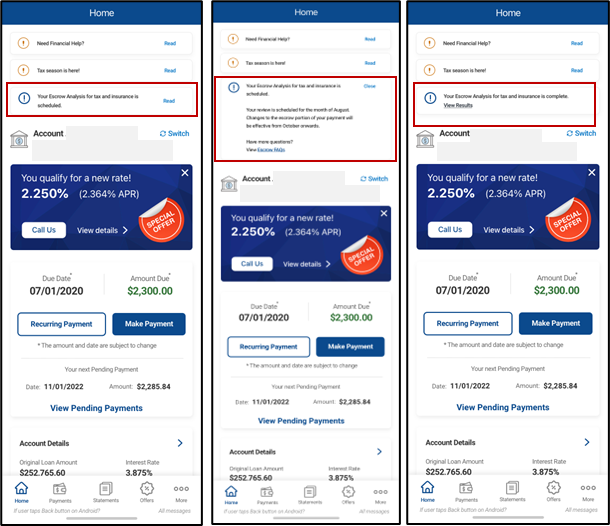 Home
Need Financial Help?
Read
Tax season is here!
Read
Your Escrow Analysis for tax and insurance is
scheduled.
Read
Account
Switch
You qualify for a new rate!
2.250% (2.364% APR)
SPECIAL
OFFER
Call Us
View details
Due Date*
Amount Due*
07/01/2020
$2,300.00
Recurring Payment
Make Payment
* The amount and date are subject to change
Your next Pending Payment
Date: 11/01/2022 Amount: $2,285.84
View Pending Payments
Account Details
Original Loan Amount
Interest Rate
$252,765.60
3.875%
Home
Payments
Statements
Offers
More
If user taps Back button on Android?
All messages
Home
Need Financial Help?
Read
Tax season is here!
Read
Your Escrow Analysis for tax and insurance is
scheduled.
Close
Your review is scheduled for the month of August.
Changes to the escrow portion of your payment will
be effective from October onwards.
Have more questions?
View Escrow FAQs
Account
Switch
You qualify for a new rate!
2.250% (2.364% APR)
SPECIAL
OFFER
Call Us
View details
Due Date*
Amount Due*
07/01/2020
$2,300.00
Recurring Payment
Make Payment
* The amount and date are subject to change
Your next Pending Payment
Date: 11/01/2022 Amount: $2,285.84
View Pending Payments
Account Details
Original Loan Amount
Interest Rate
$252,765.60
3.875%
Home
Payments
Statements
Offers
More
If user taps Back button on Android?
All messages
Home
Need Financial Help?
Read
Tax season is here!
Read
Your Escrow Analysis for tax and insurance is complete.
View Results
Account
Switch
You qualify for a new rate!
2.250% (2.364% APR)
SPECIAL
OFFER
Call Us
View details
Due Date*
Amount Due*
07/01/2020
$2,300.00
Recurring Payment
Make Payment
* The amount and date are subject to change
Your next Pending Payment
Date: 11/01/2022 Amount: $2,285.84
View Pending Payments
Account Details
Original Loan Amount
Interest Rate
$252,765.60
3.875%
Home
Payments
Statements
Offers
More
If user taps Back button on Android?
All messages